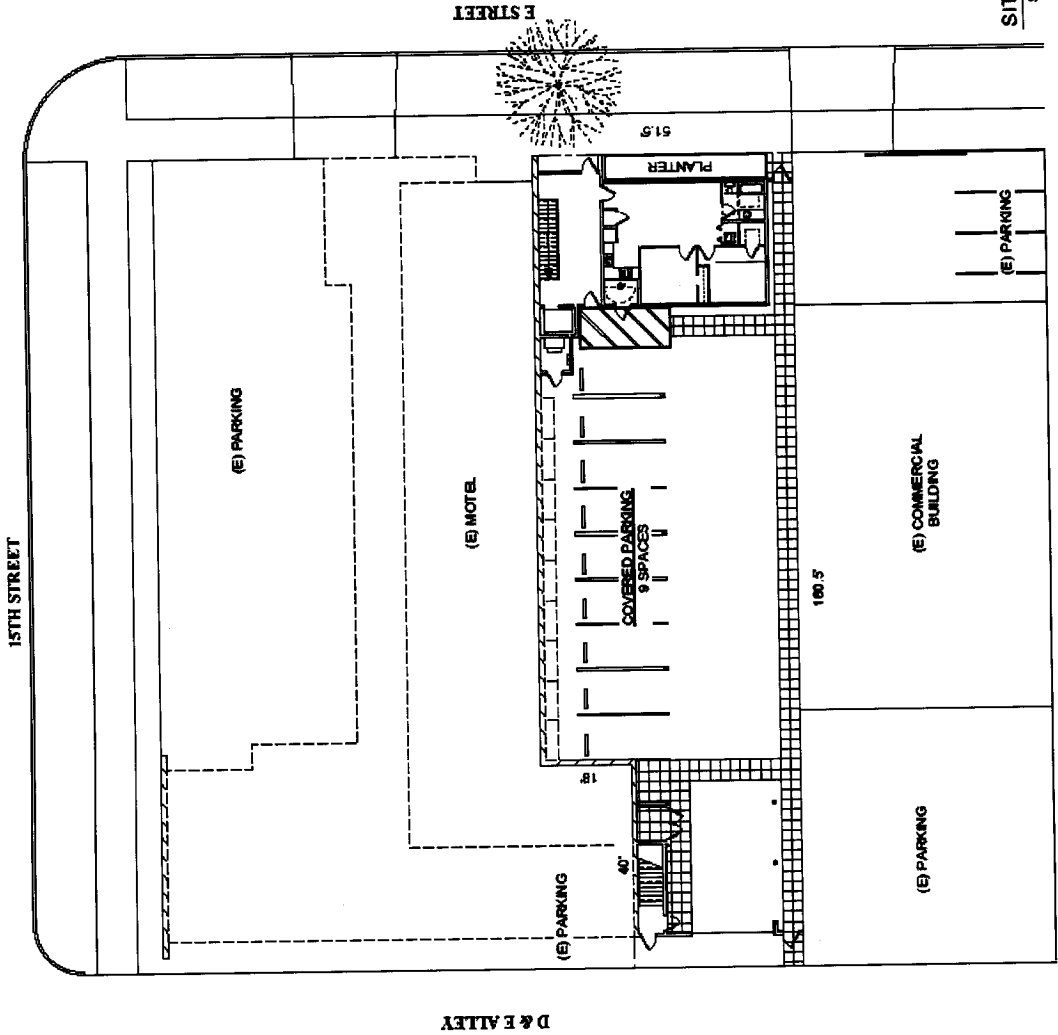 E STREET
SIT
15TH STREET
51.5'
PLANTER
(E) PARKING
(E) PARKING
(E) MOTEL
COVERED PARKING
9 SPACES
(E) COMMERCIAL
BUILDING
160.5'
18'
40'
(E) PARKING
(E) PARKING
D & E ALLEY